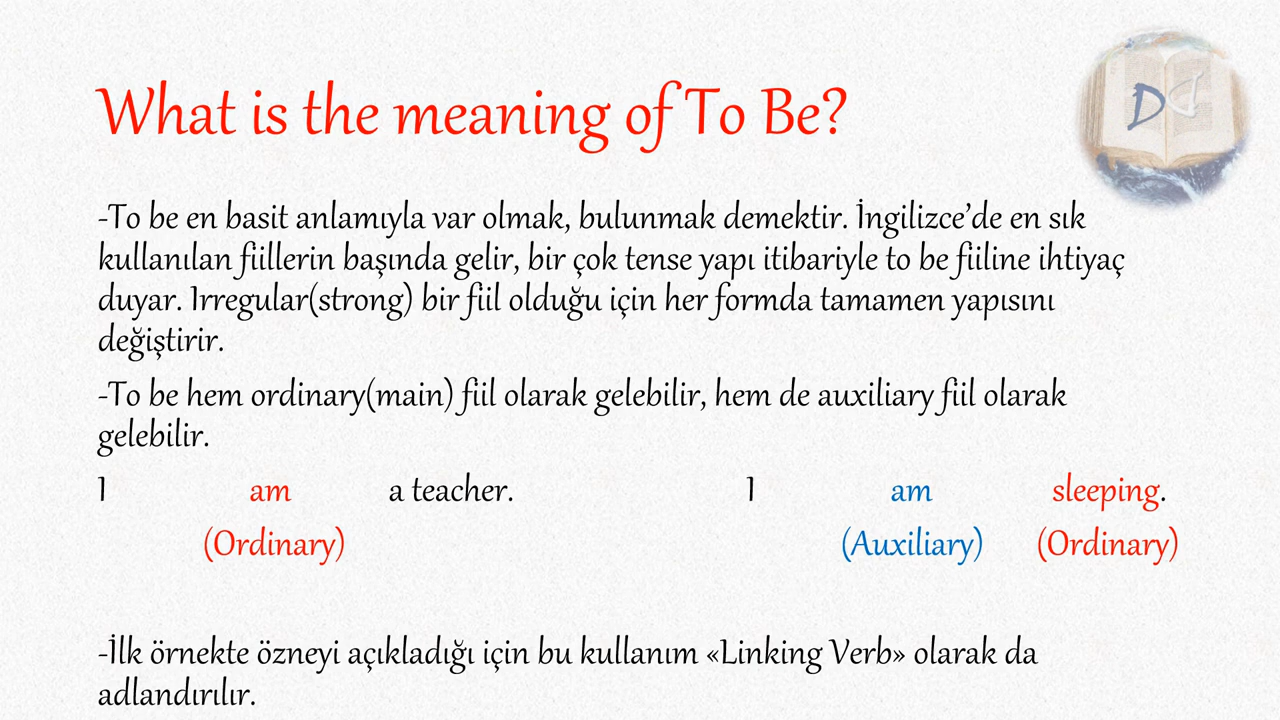 What is the meaning of To Be?
D C
-To be en basit anlamıyla var olmak, bulunmak demektir. İngilizce’de en sık
kullanılan fiillerin başında gelir, bir çok tense yapı itibariyle to be fiiline ihtiyaç
duyar. Irregular(strong) bir fiil olduğu için her formda tamamen yapısını
değiştirir.
-To be hem ordinary(main) fiil olarak gelebilir, hem de auxiliary fiil olarak
gelebilir.
I am a teacher. I am sleeping.
(Ordinary) (Auxiliary) (Ordinary)
-İlk örnekte özneyi açıkladığı için bu kullanım «Linking Verb» olarak da
adlandırılır.